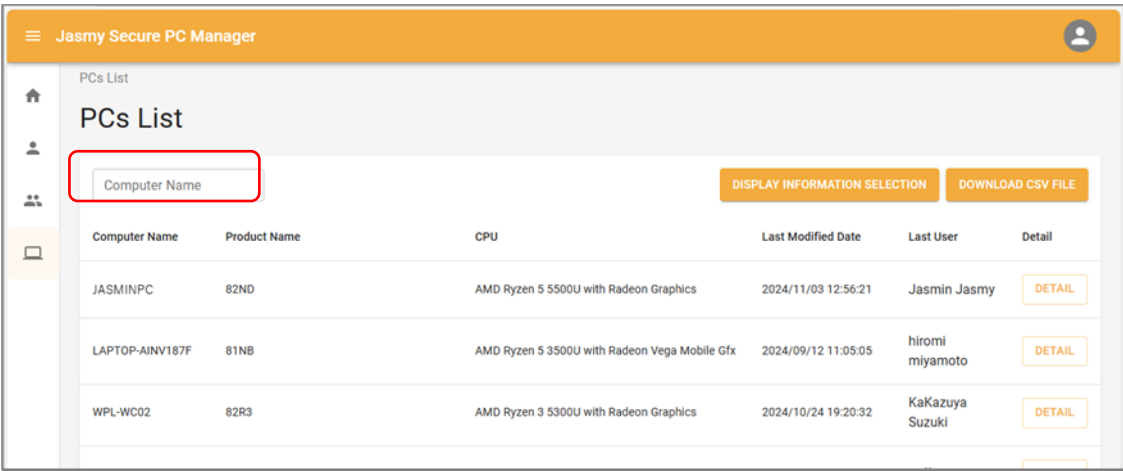 Jasmy Secure PC Manager
PCs List
PCs List
Computer Name
DISPLAY INFORMATION SELECTION
DOWNLOAD CSV FILE
Computer Name Product Name CPU Last Modified Date Last User Detail
JASMINPC 82ND AMD Ryzen 5 5500U with Radeon Graphics 2024/11/03 12:56:21 Jasmin Jasmy DETAIL
LAPTOP-AINV187F 81NB AMD Ryzen 5 3500U with Radeon Vega Mobile Gfx 2024/09/12 11:05:05 hiromi miyamoto DETAIL
WPL-WC02 82R3 AMD Ryzen 3 5300U with Radeon Graphics 2024/10/24 19:20:32 KaKazuya Suzuki DETAIL